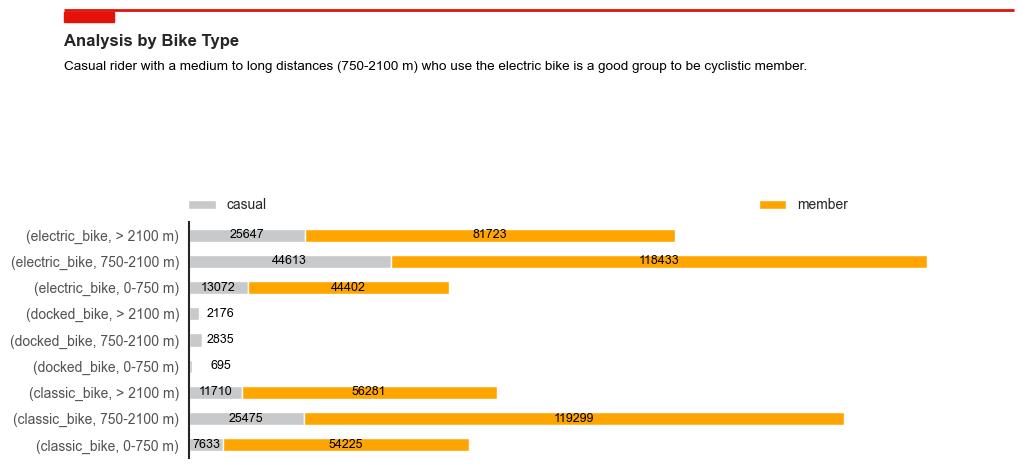 Analysis by Bike Type
Casual rider with a medium to long distances (750-2100 m) who use the electric bike is a good group to be cyclistic member.
casual member
(electric_bike, > 2100 m) 25647 81723
(electric_bike, 750-2100 m) 44613 118433
(electric_bike, 0-750 m) 13072 44402
(docked_bike, > 2100 m) 2176
(docked_bike, 750-2100 m) 2835
(docked_bike, 0-750 m) 695
(classic_bike, > 2100 m) 11710 56281
(classic_bike, 750-2100 m) 25475 119299
(classic_bike, 0-750 m) 7633 54225